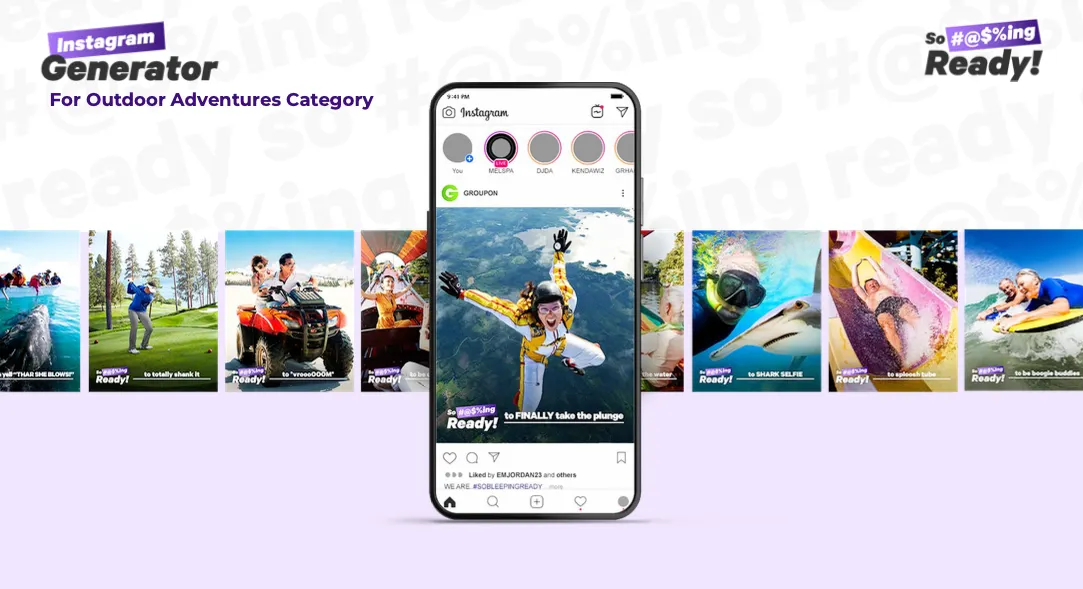 Instagram
Generator
For Outdoor Adventures Category
So #@$%ing
Ready!
9:41 PM
Instagram
You
LIVE
MELSPA
DJDA
KENDAWIZ
GRHA
GROUPON
yell "THAR SHE BLOWS!"
So #@$%ing
Ready!
to totally shank it
So #@$%ing
Ready!
to "vroooOOOM"
So #@$%ing
Ready!
to be
So #@$%ing
Ready!
to FINALLY take the plunge
the water
So #@$%ing
Ready!
to SHARK SELFIE
So #@$%ing
Ready!
to sploosh tube
So #@$%ing
Ready!
to be boogie buddies
Liked by EMJORDAN23 and others
WE ARE. #SOBLEEPINGREADY ...more